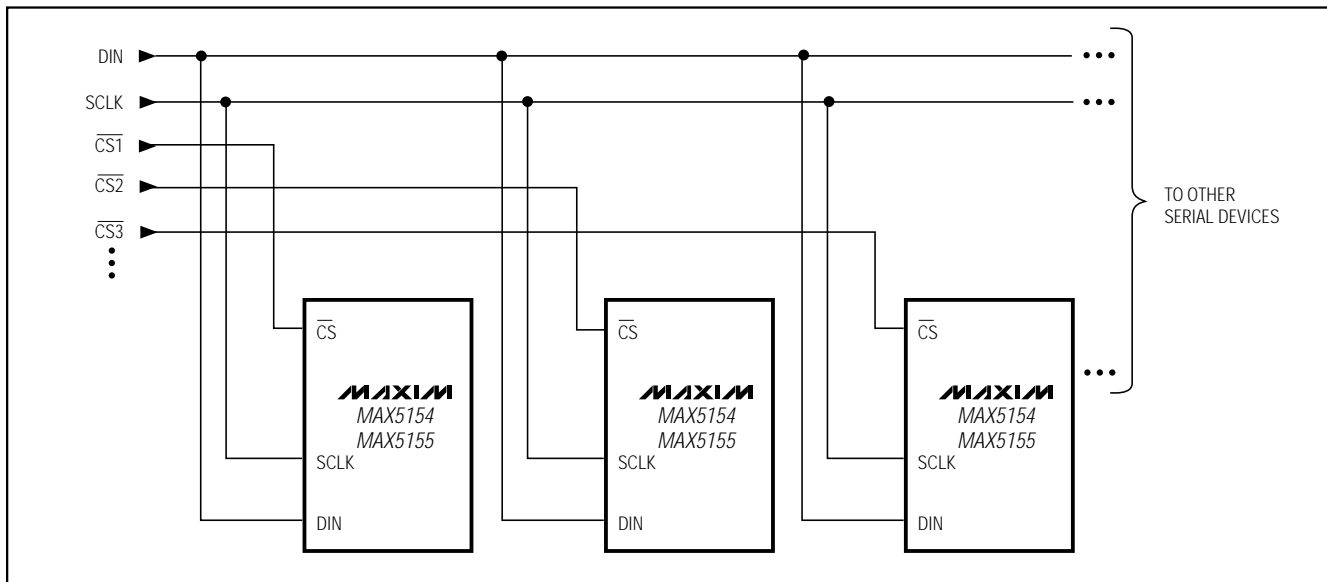 DIN
SCLK
CS1
CS2
CS3
TO OTHER
SERIAL DEVICES
CS
MAXIM
MAX5154
MAX5155
SCLK
DIN
CS
MAXIM
MAX5154
MAX5155
SCLK
DIN
CS
MAXIM
MAX5154
MAX5155
SCLK
DIN